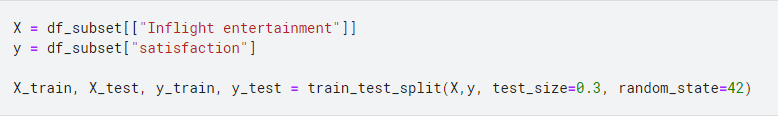 X = df_subset[["Inflight entertainment"]]
y = df_subset["satisfaction"]
X_train, X_test, y_train, y_test = train_test_split(X,y, test_size=0.3, random_state=42)